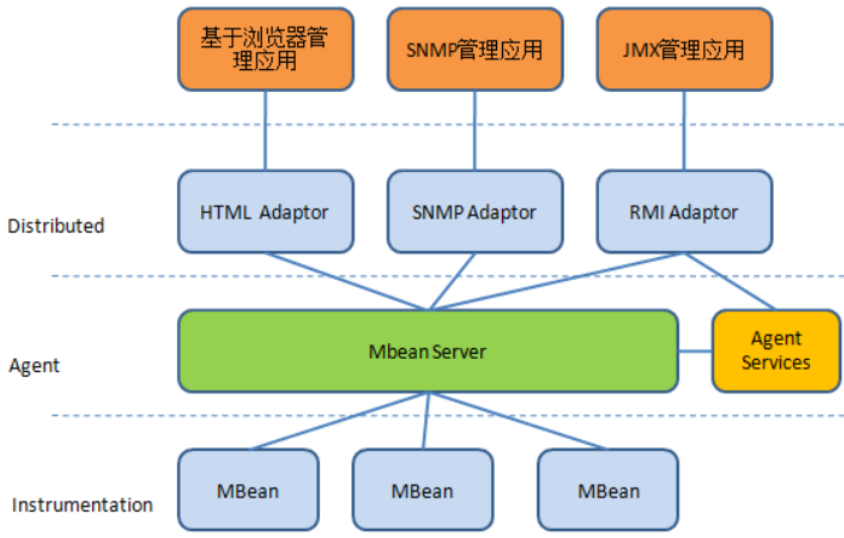 基于浏览器管
理应用
SNMP管理应用
JMX管理应用
Distributed
HTML Adaptor
SNMP Adaptor
RMI Adaptor
Agent
Mbean Server
Agent
Services
Instrumentation
MBean
MBean
MBean